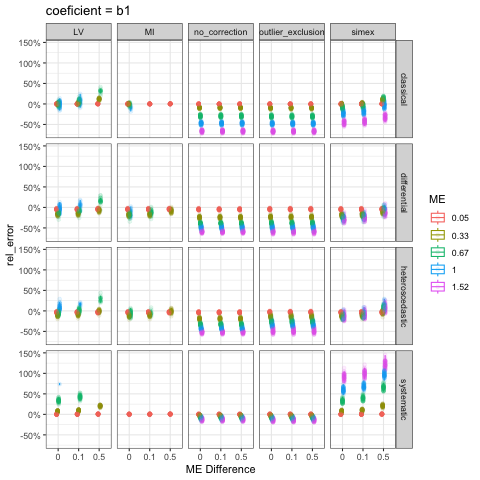 coeficient = b1
LV MI no_correction outlier_exclusion simex
150%
100%
50%
0%
-50%
classical
150%
100%
50%
0%
-50%
differential
150%
100%
50%
0%
-50%
heteroscedastic
150%
100%
50%
0%
-50%
systematic
rel_error
0 0.1 0.5 0 0.1 0.5 0 0.1 0.5 0 0.1 0.5 0 0.1 0.5
ME Difference
ME
0.05
0.33
0.67
1
1.52